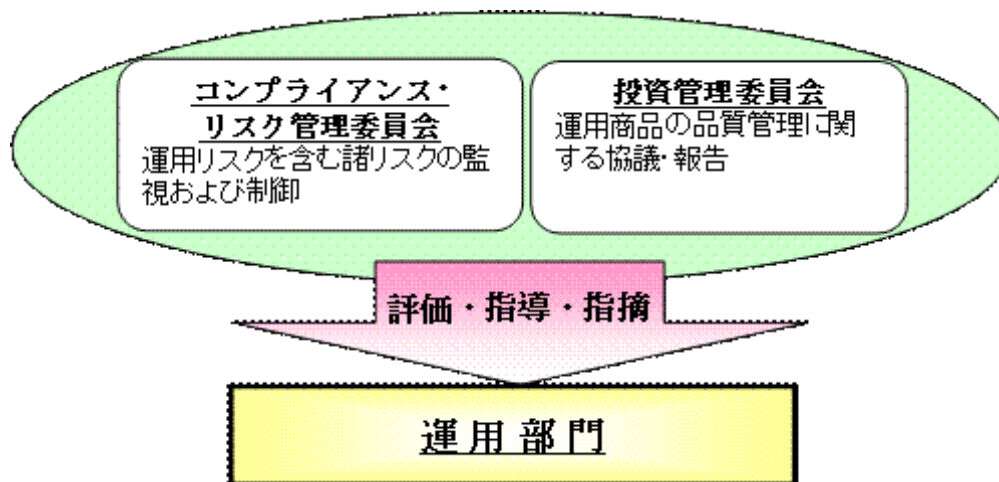 コンプライアンス・
リスク管理委員会
運用リスクを含む諸リスクの監
視および制御
投資管理委員会
運用商品の品質管理に関
する協議・報告
評価・指導・指摘
運用部門